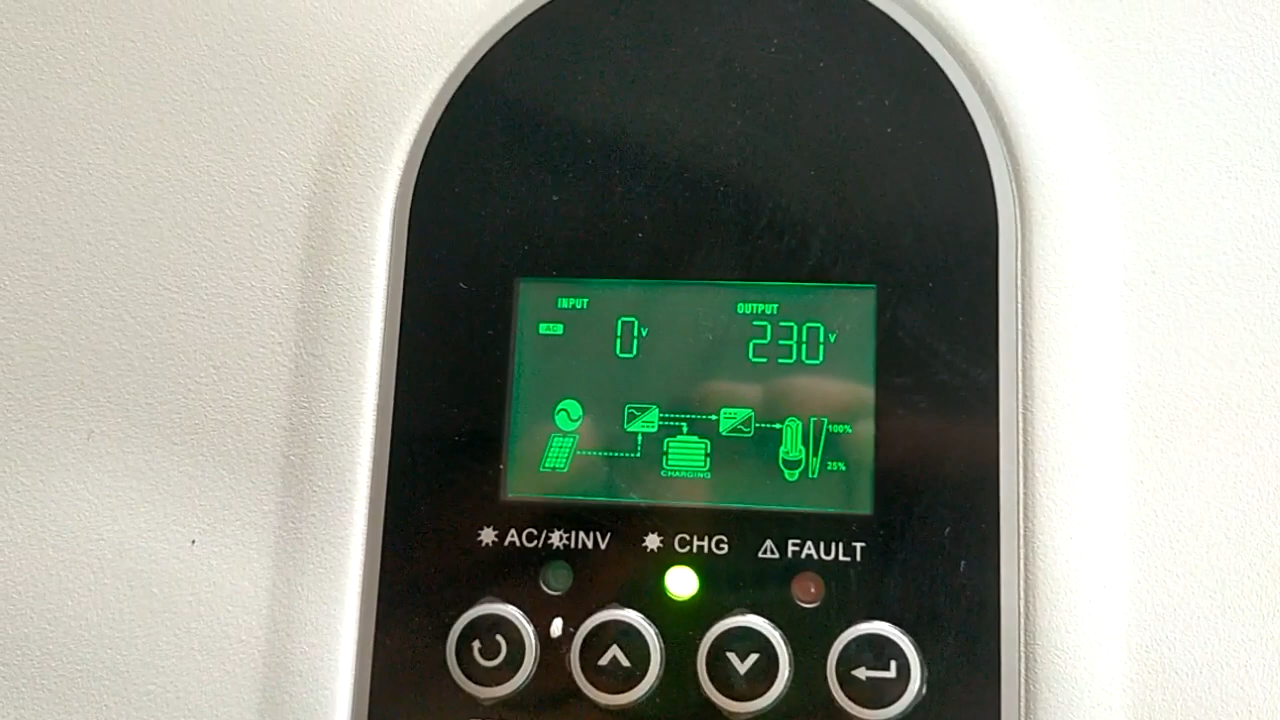 INPUT OUTPUT
AC 0V 230V
100%
25%
CHARGING
AC/ INV CHG FAULT